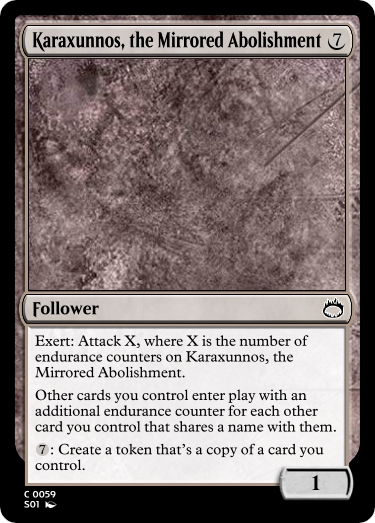 Karaxunnos, the Mirrored Abolishment 7
Follower
Exert: Attack X, where X is the number of
endurance counters on Karaxunnos, the
Mirrored Abolishment.
Other cards you control enter play with an
additional endurance counter for each other
card you control that shares a name with them.
7: Create a token that's a copy of a card you
control.
1
C 0059
S01